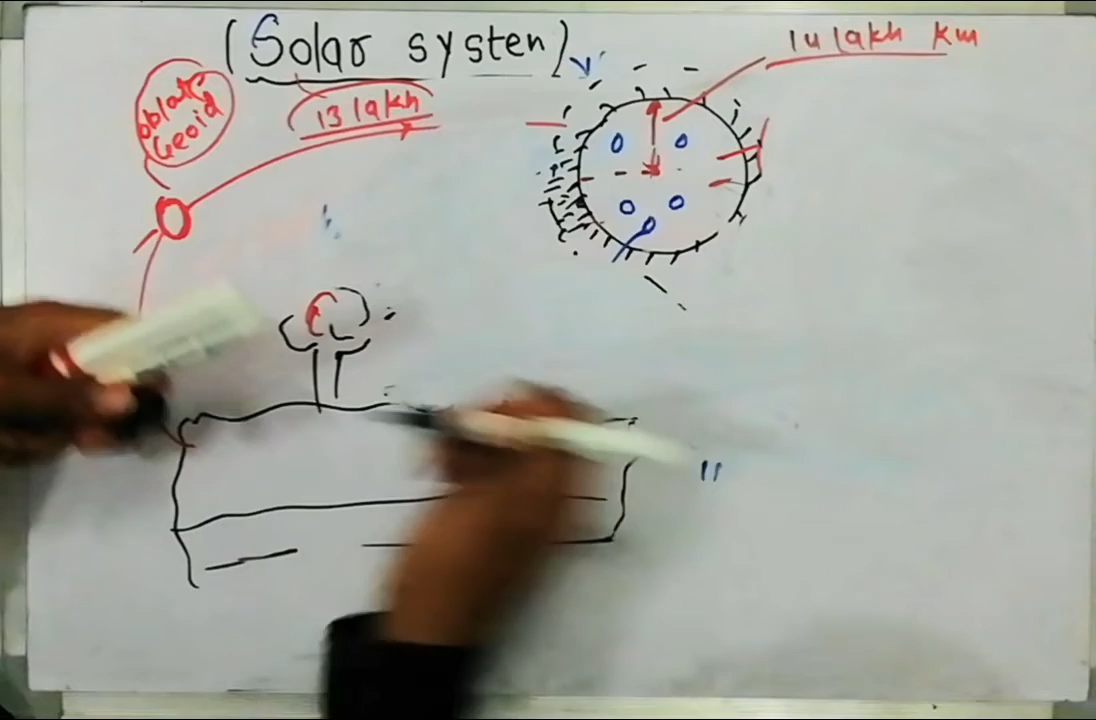 (Solar systen)
14 lakh km
oblate
Geoid
13 lakh